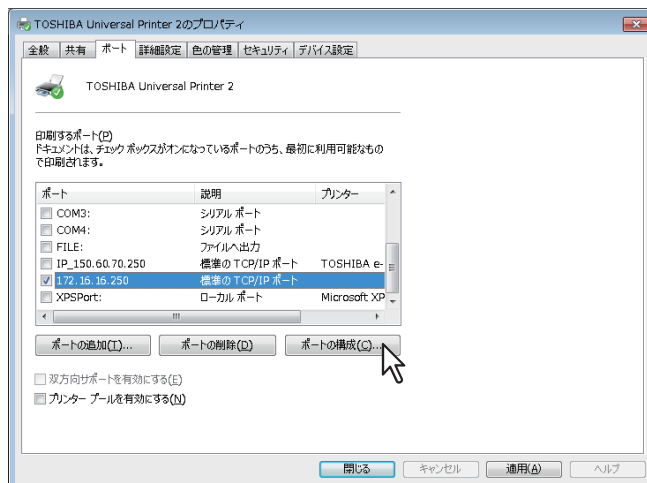 TOSHIBA Universal Printer 2のプロパティ
全般 共有 ポート 詳細設定 色の管理 セキュリティ デバイス設定
TOSHIBA Universal Printer 2
印刷するポート(P)
ドキュメントは、チェック ボックスがオンになっているポートのうち、最初に利用可能なもの
で印刷されます。
ポート 説明 プリンター
COM3: シリアル ポート
COM4: シリアル ポート
FILE: ファイルへ出力
IP_150.60.70.250 標準の TCP/IP ポート TOSHIBA e-
172.16.16.250 標準の TCP/IP ポート
XPSPort: ローカル ポート Microsoft XP
ポートの追加(T)... ポートの削除(D) ポートの構成(C)...
双方向サポートを有効にする(E)
プリンター プールを有効にする(N)
閉じる キャンセル 適用(A) ヘルプ